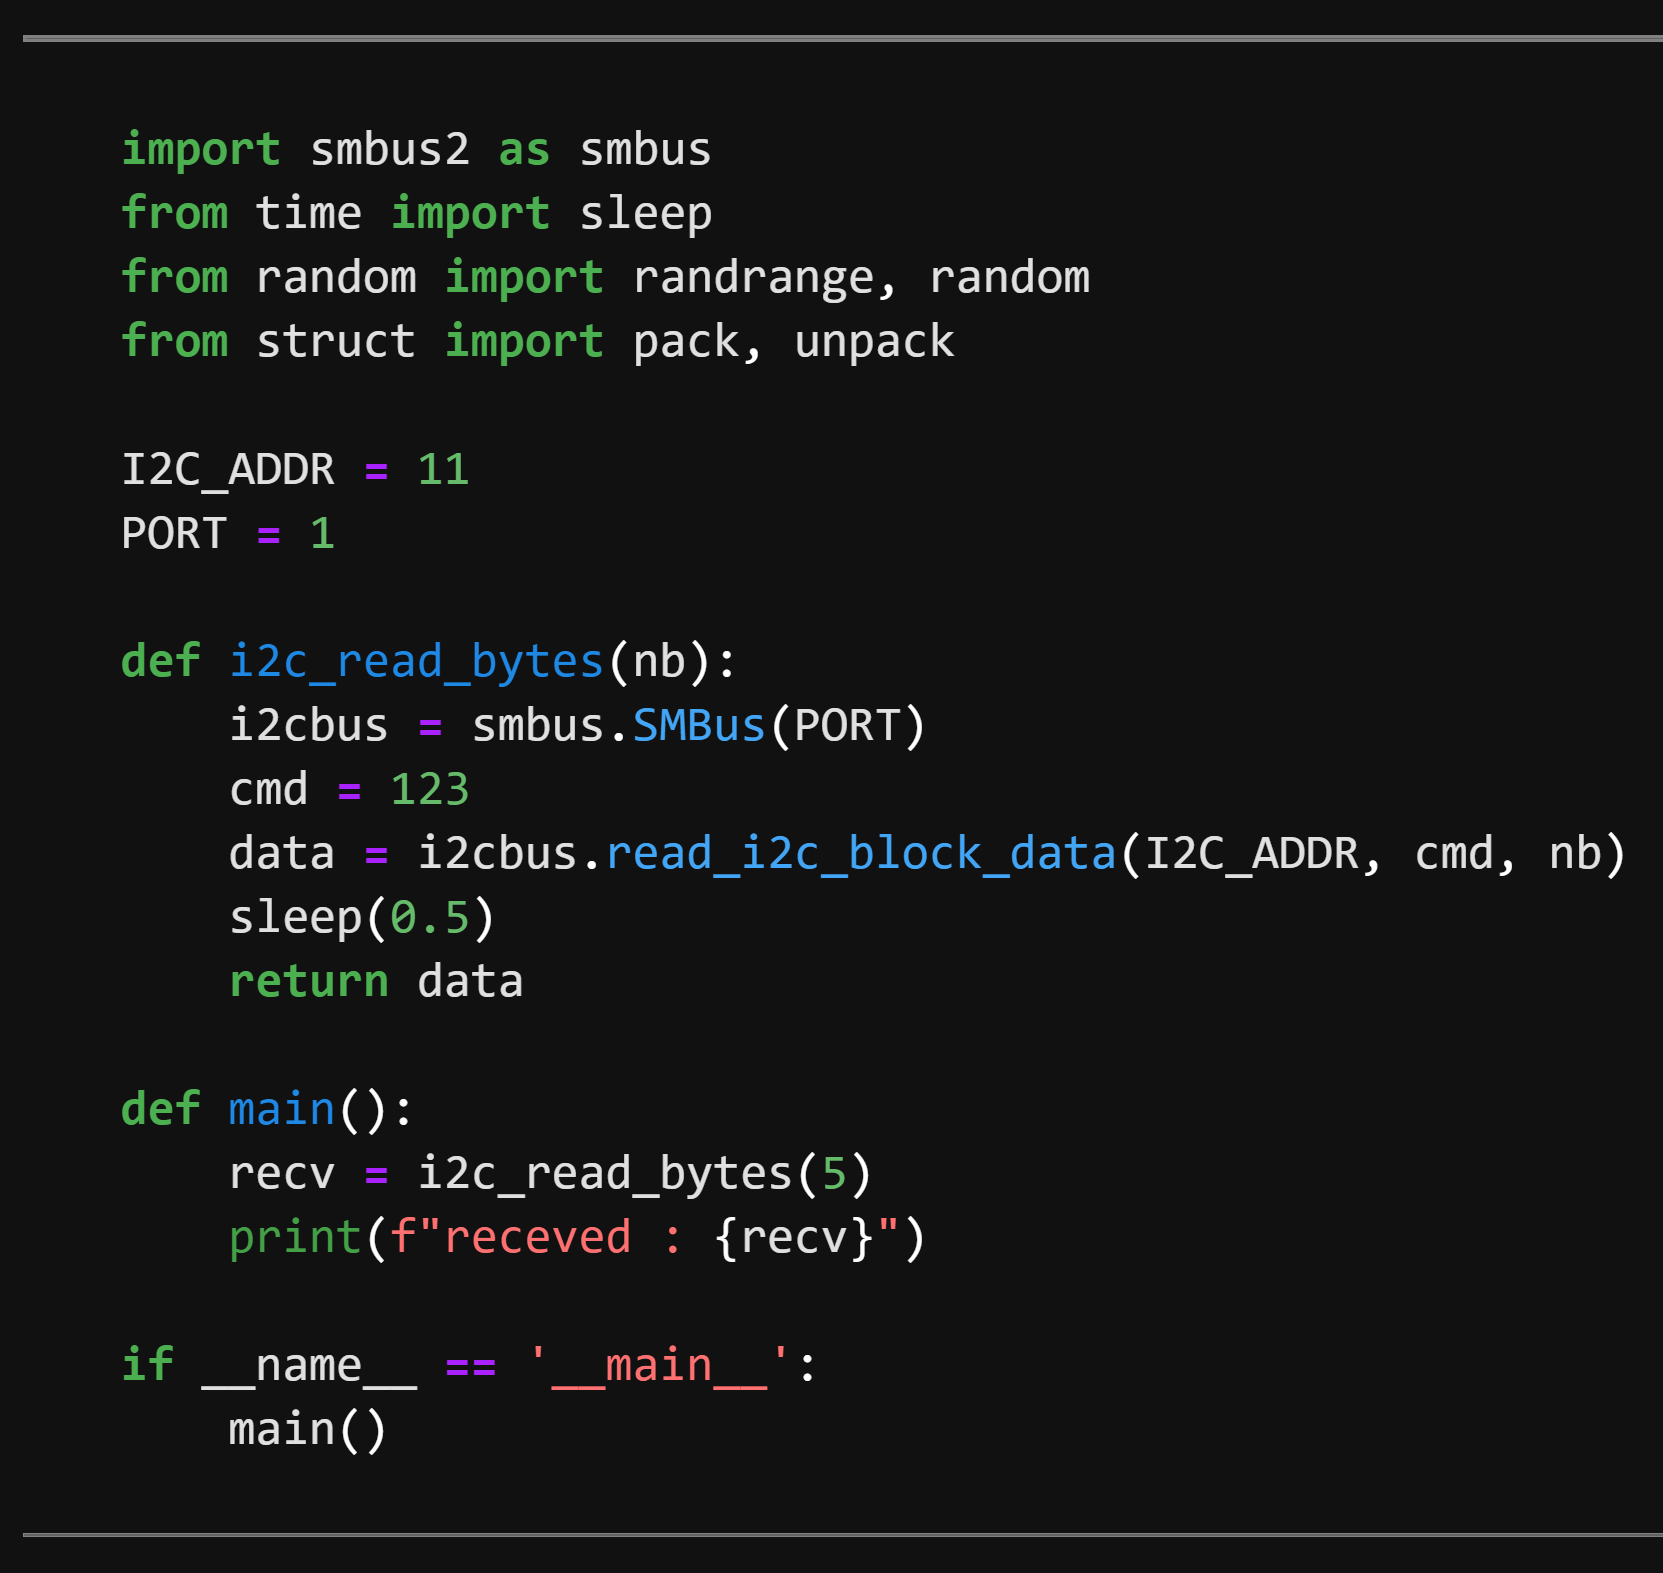 import smbus2 as smbus
from time import sleep
from random import randrange, random
from struct import pack, unpack
I2C_ADDR = 11
PORT = 1
def i2c_read_bytes(nb):
    i2cbus = smbus.SMBus(PORT)
    cmd = 123
    data = i2cbus.read_i2c_block_data(I2C_ADDR, cmd, nb)
    sleep(0.5)
    return data
def main():
    recv = i2c_read_bytes(5)
    print(f"receved : {recv}")
if __name__ == '__main__':
    main()